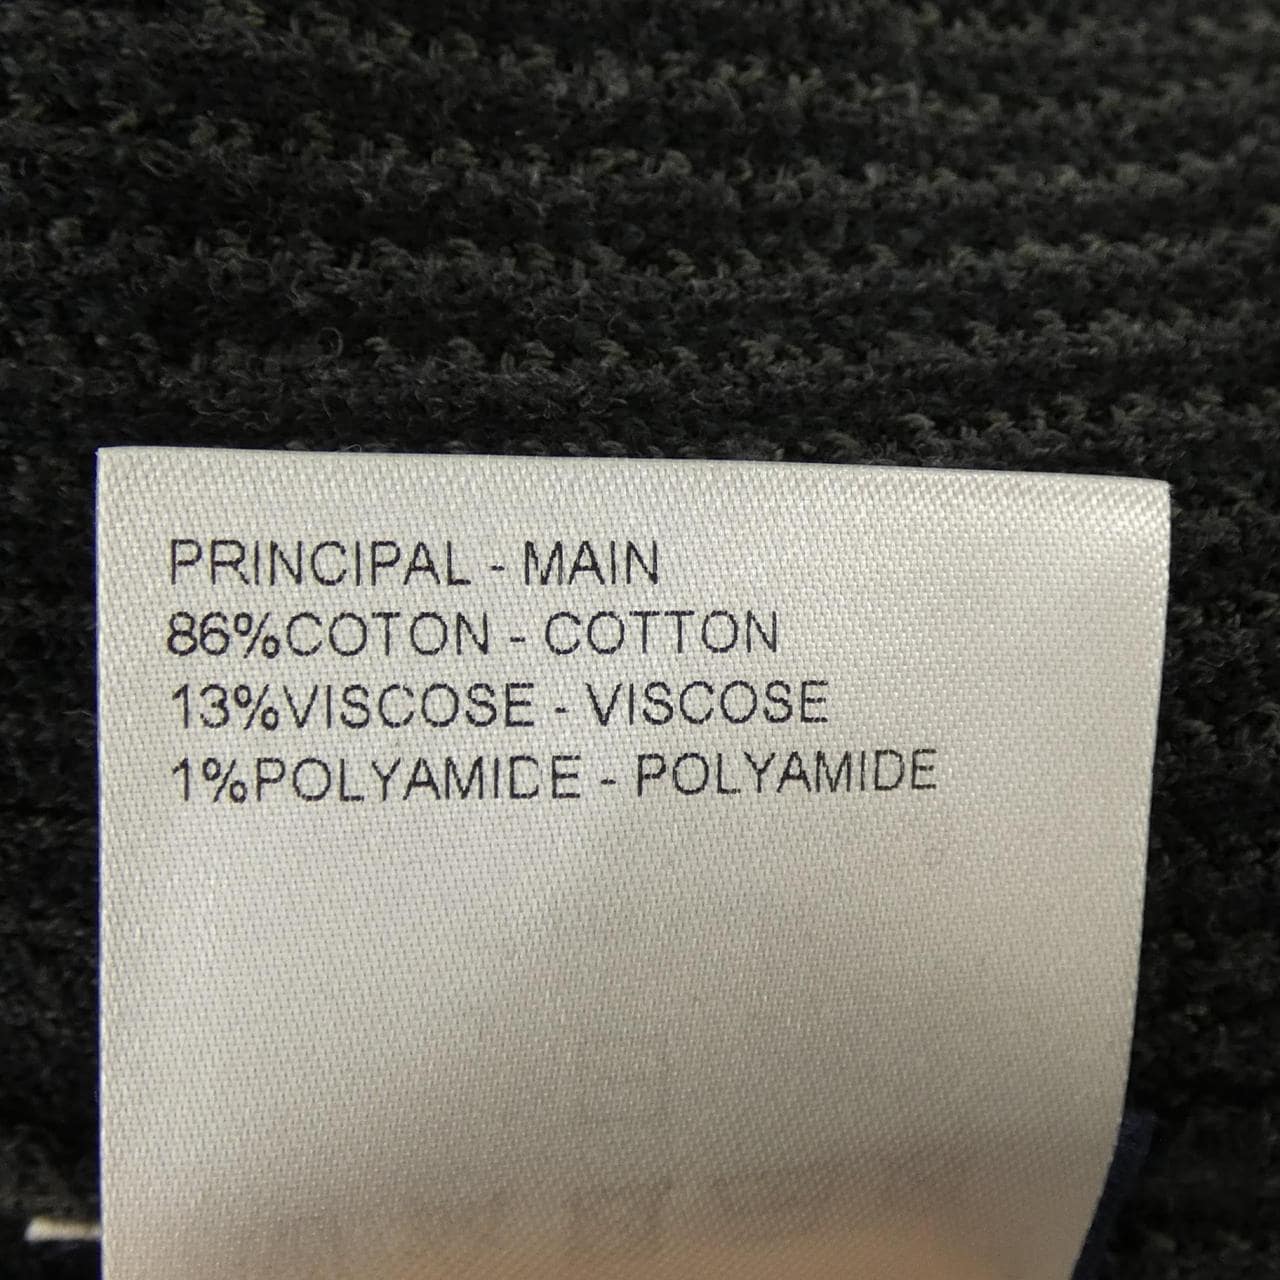 PRINCIPAL - MAIN
86%COTON - COTTON
13%VISCOSE - VISCOSE
1%POLYAMIDE - POLYAMIDE